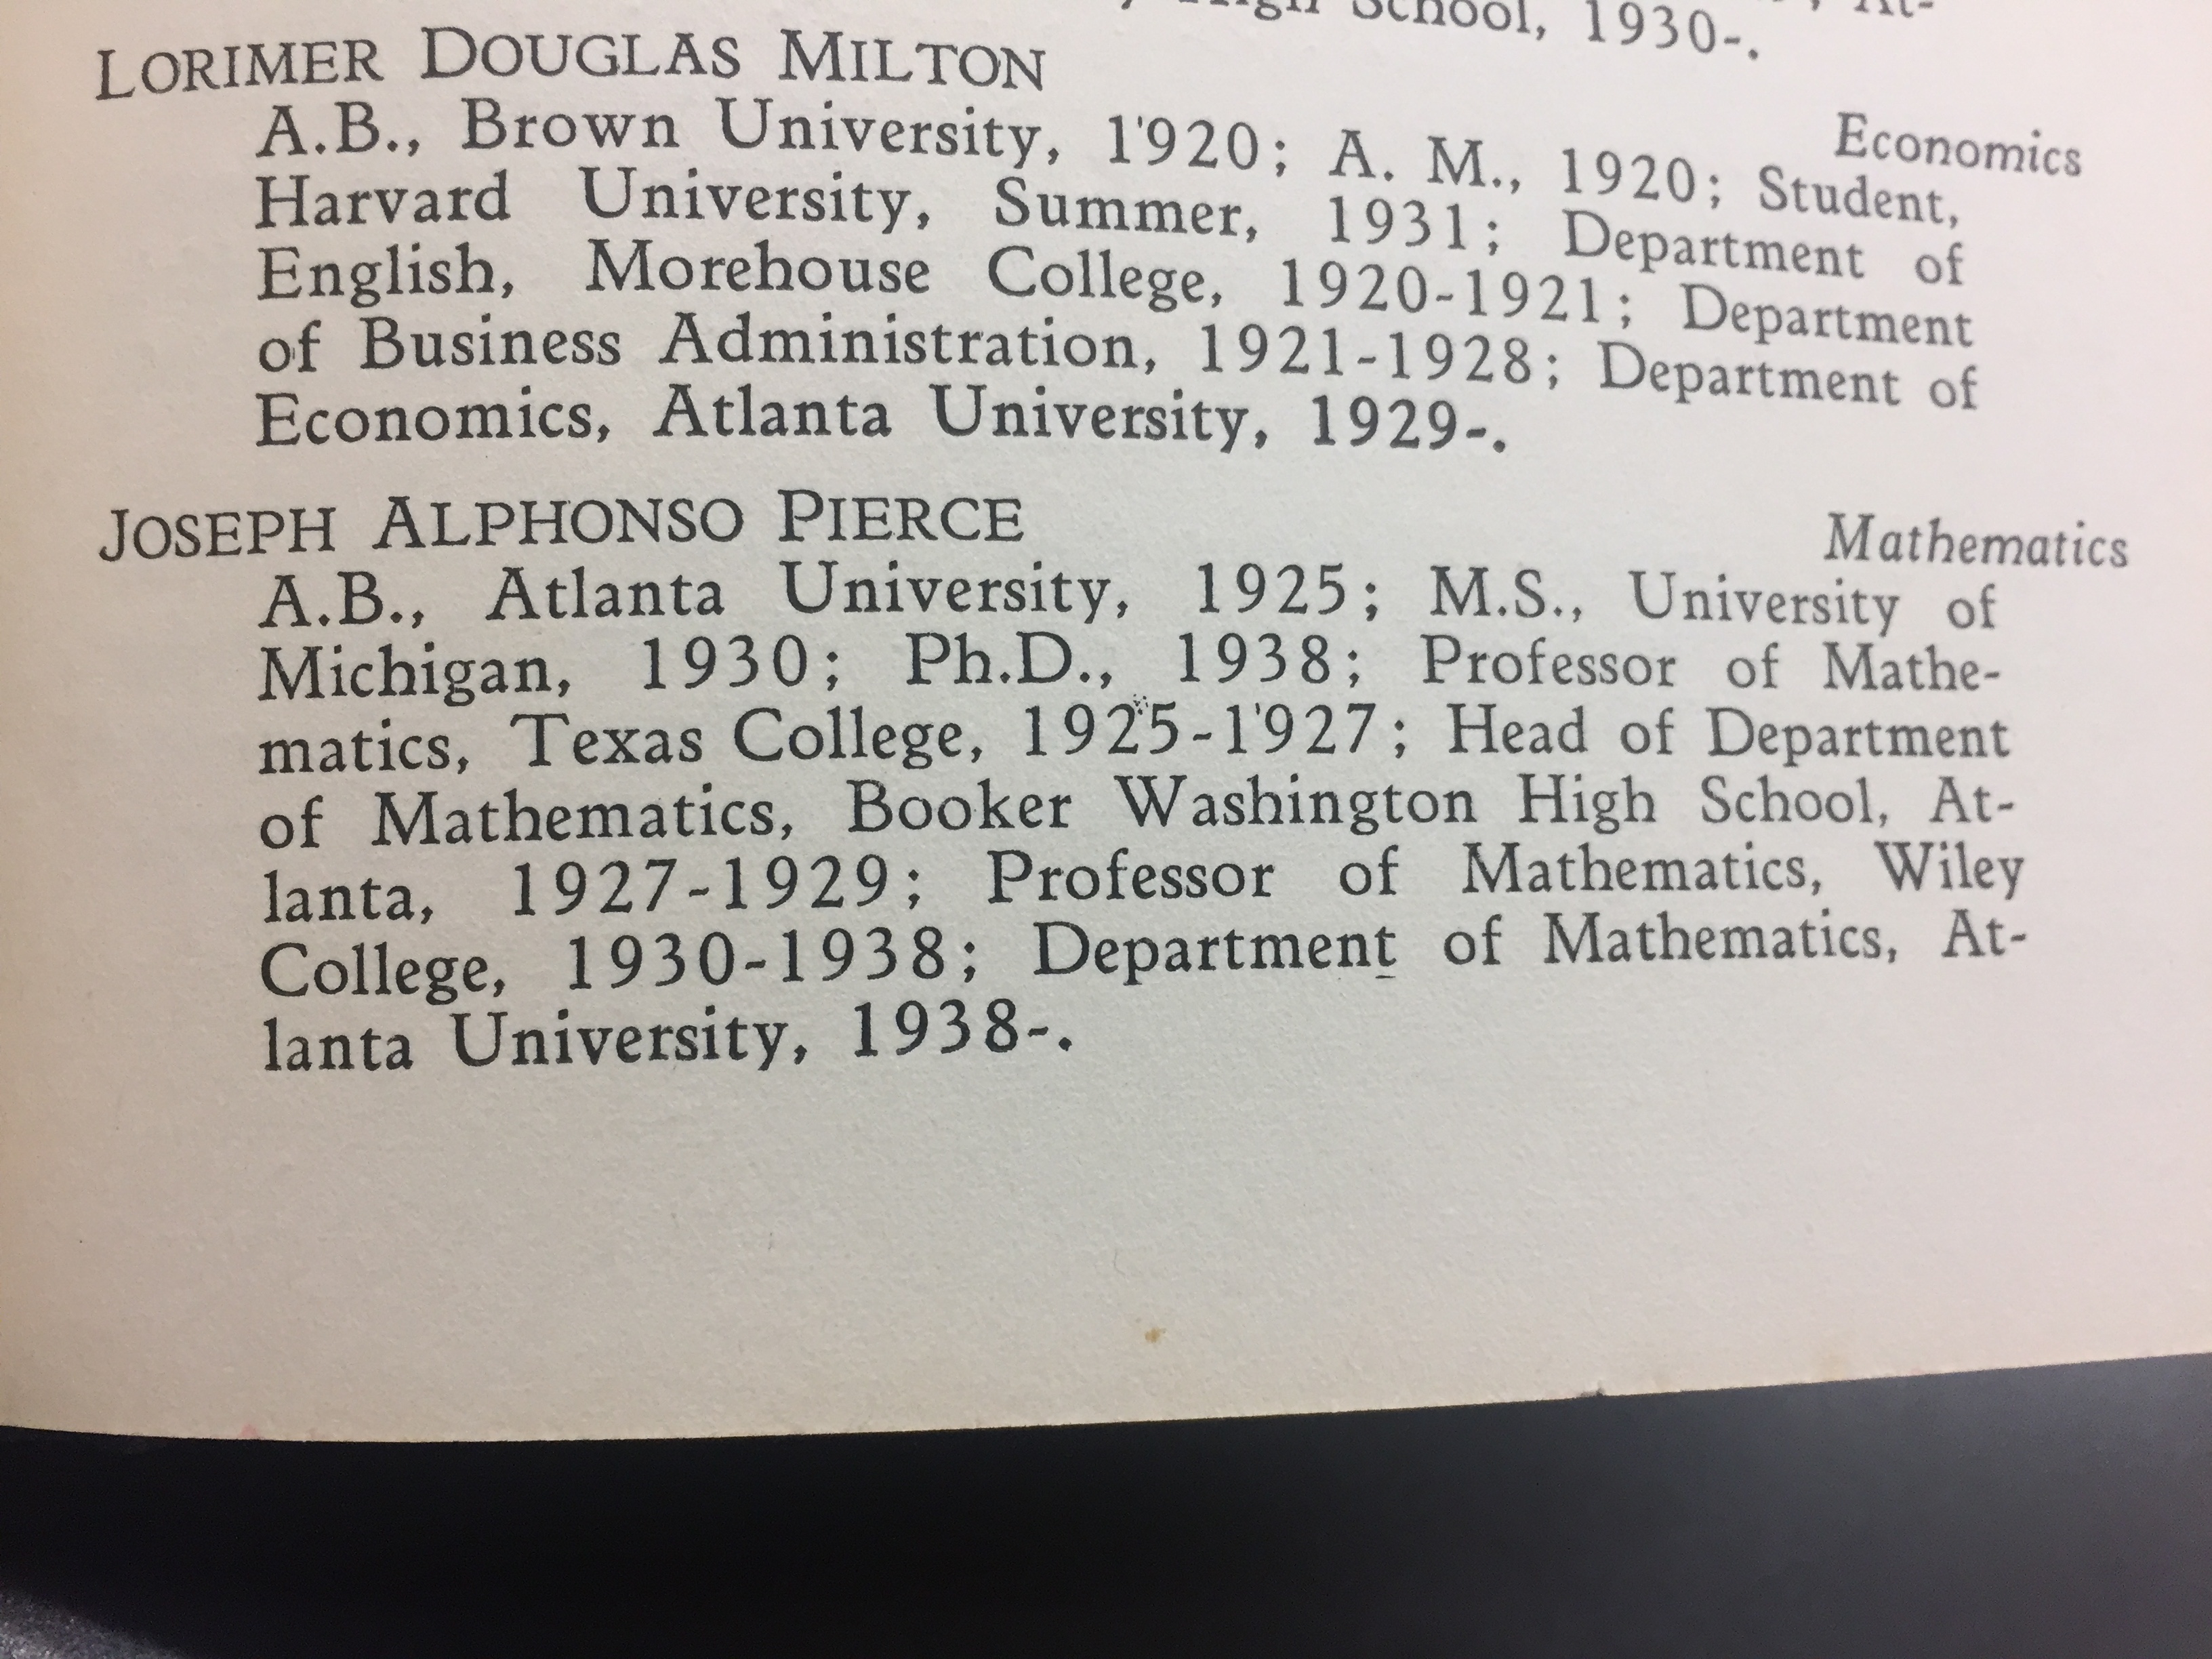 High School, 1930-. At-
LORIMER DOUGLAS MILTON
Economics
A.B., Brown University, 1920; A. M., 1920; Student,
Harvard University, Summer, 1931; Department of
English, Morehouse College, 1920-1921; Department
of Business Administration, 1921-1928; Department of
Economics, Atlanta University, 1929-.
JOSEPH ALPHONSO PIERCE
Mathematics
A.B., Atlanta University, 1925; M.S., University of
Michigan, 1930; Ph.D., 1938; Professor of Mathe-
matics, Texas College, 1925-1927; Head of Department
of Mathematics, Booker Washington High School, At-
lanta, 1927-1929; Professor of Mathematics, Wiley
College, 1930-1938; Department of Mathematics, At-
lanta University, 1938-.